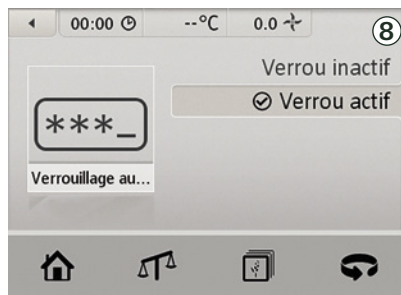 00:00 --°C 0.0
8
Verrou inactif
Verrou actif
***_
Verrouillage au...